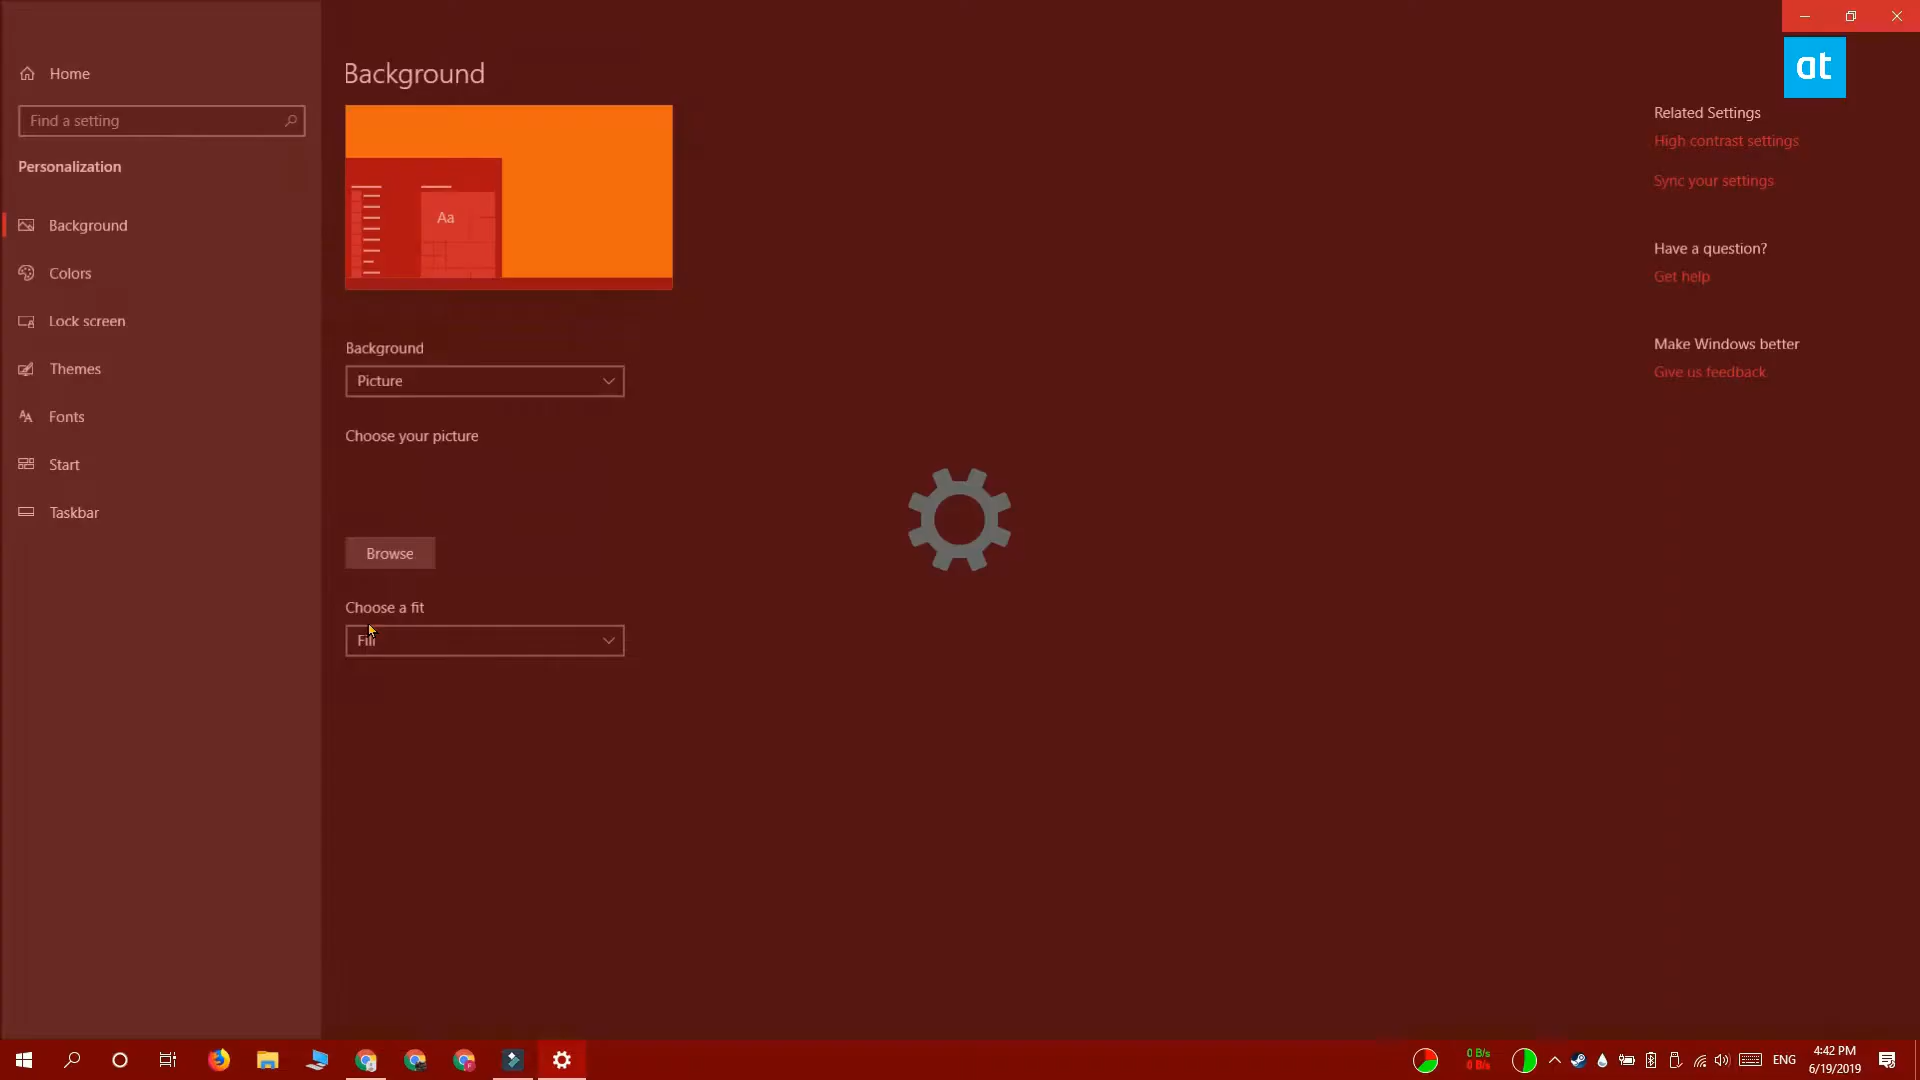 at
Home
Find a setting
Personalization
Background
Colors
Lock screen
Themes
Fonts
Start
Taskbar
Background
Aa
Background
Picture
Choose your picture
Browse
Choose a fit
Fill
Related Settings
High contrast settings
Sync your settings
Have a question?
Get help
Make Windows better
Give us feedback
0 B/s
0 B/s
ENG
4:42 PM
6/19/2019